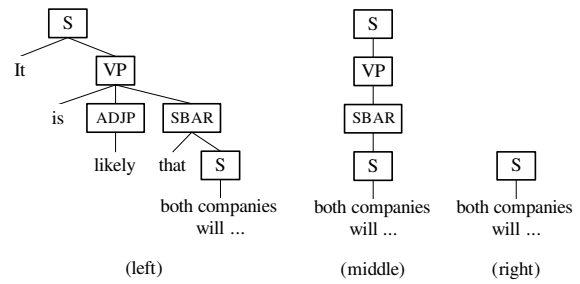 S
It
VP
is
ADJP
SBAR
likely
that
S
both companies
will ...
(left)
S
VP
SBAR
S
both companies
will ...
(middle)
S
both companies
will ...
(right)